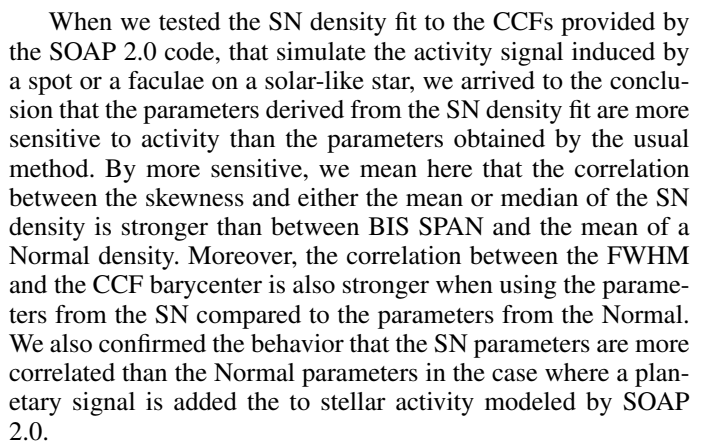 When we tested the SN density fit to the CCFs provided by
the SOAP 2.0 code, that simulate the activity signal induced by
a spot or a faculae on a solar-like star, we arrived to the conclu-
sion that the parameters derived from the SN density fit are more
sensitive to activity than the parameters obtained by the usual
method. By more sensitive, we mean here that the correlation
between the skewness and either the mean or median of the SN
density is stronger than between BIS SPAN and the mean of a
Normal density. Moreover, the correlation between the FWHM
and the CCF barycenter is also stronger when using the parame-
ters from the SN compared to the parameters from the Normal.
We also confirmed the behavior that the SN parameters are more
correlated than the Normal parameters in the case where a plan-
etary signal is added the to stellar activity modeled by SOAP
2.0.